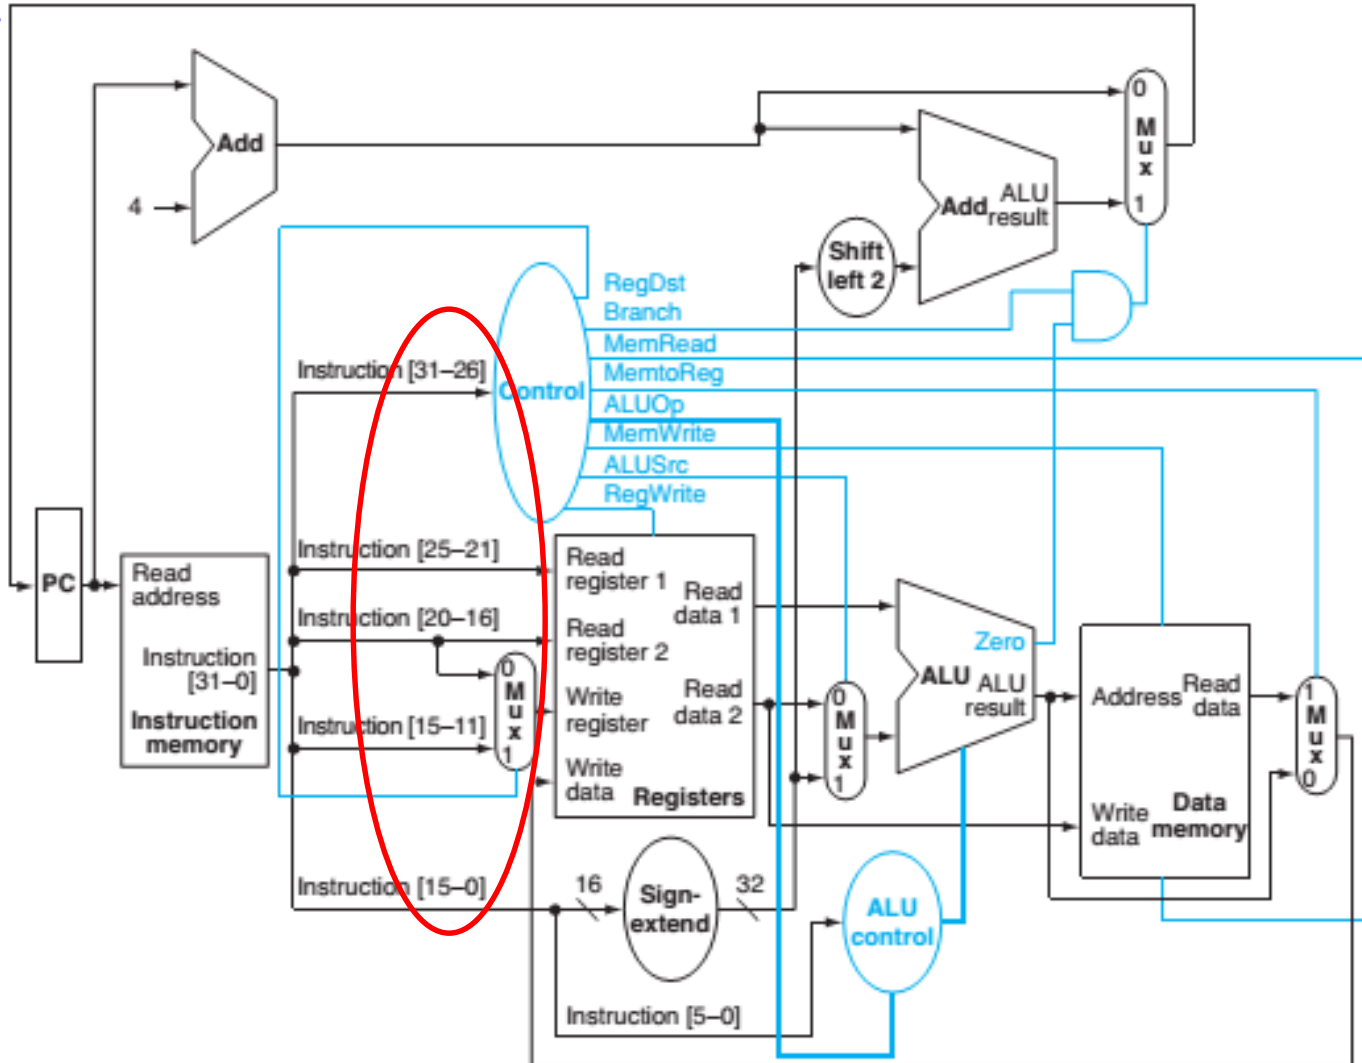 0
M
u
x
1
Add
4
ALU
Add result
Shift
left 2
RegDst
Branch
MemRead
MemtoReg
ALUOp
MemWrite
ALUSrc
RegWrite
Control
Instruction [31–26]
Instruction [25–21]
Instruction [20–16]
Instruction [15–11]
Instruction [15–0]
Instruction [5–0]
PC
Read
address
Instruction
[31–0]
Instruction
memory
0
M
u
x
1
Read
register 1
Read
register 2
Write
register
Write
data
Read
data 1
Read
data 2
Registers
16
Sign-
extend
32
0
M
u
x
1
Zero
ALU
ALU
result
ALU
control
Address
Read
data
Write
data
Data
memory
1
M
u
x
0